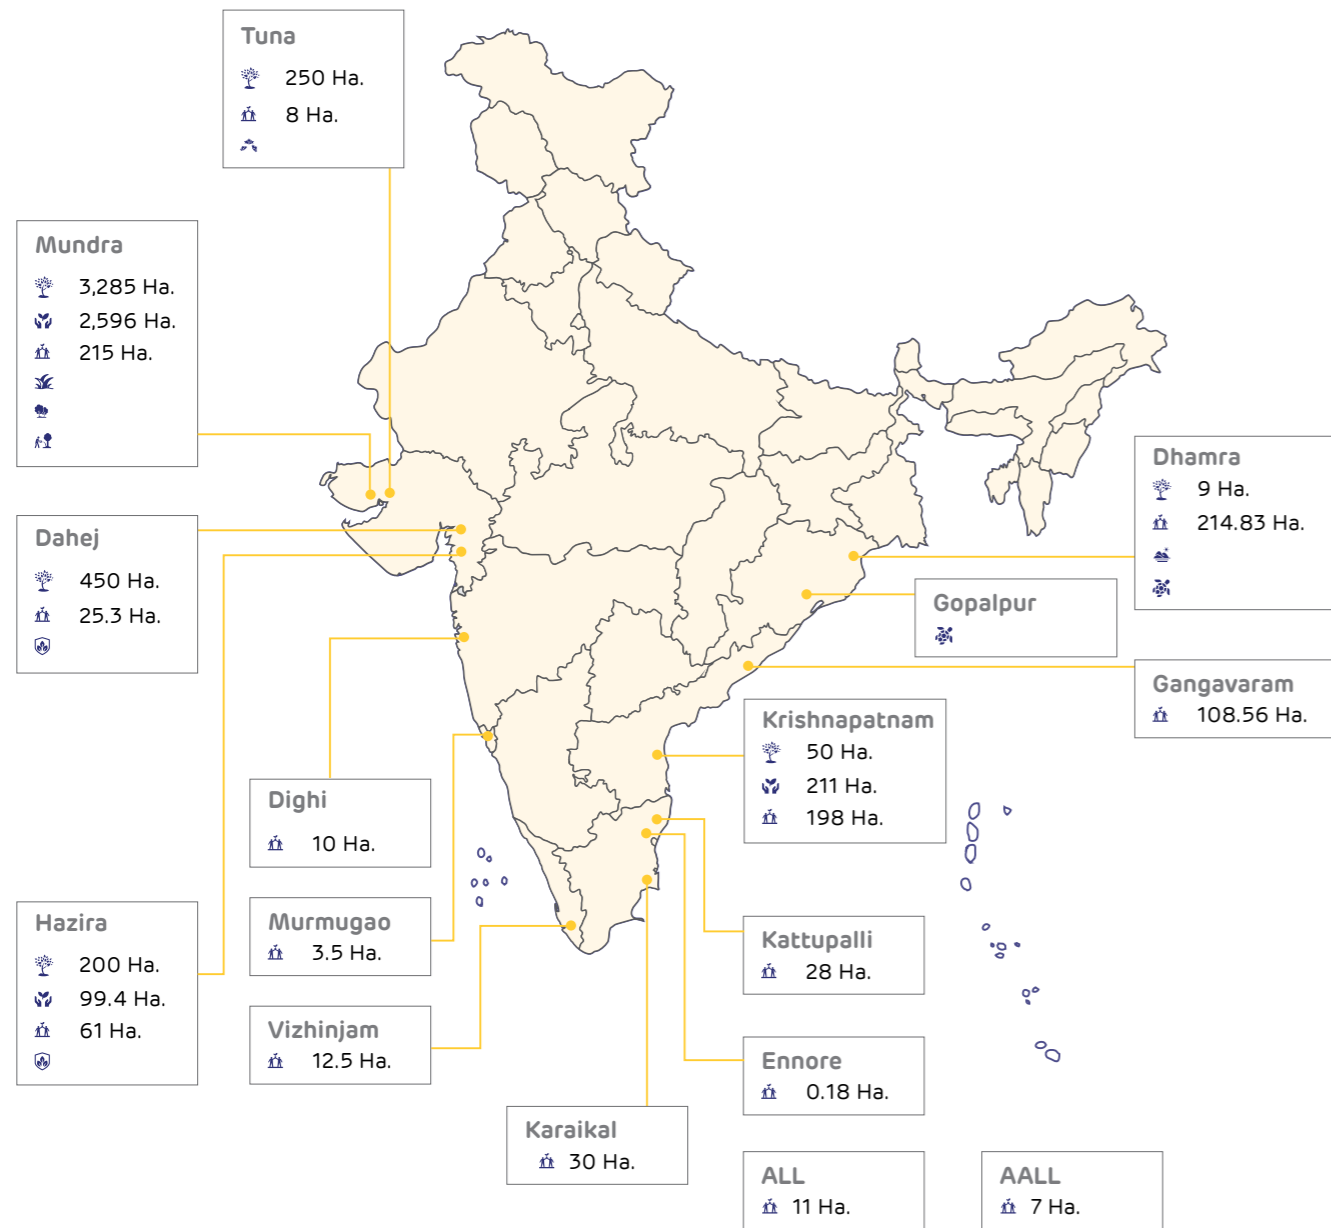 Tuna
250 Ha.
8 Ha.
Mundra
3,285 Ha.
2,596 Ha.
215 Ha.
Dahej
450 Ha.
25.3 Ha.
Hazira
200 Ha.
99.4 Ha.
61 Ha.
Dighi
10 Ha.
Murmugao
3.5 Ha.
Vizhinjam
12.5 Ha.
Karaikal
30 Ha.
Dhamra
9 Ha.
214.83 Ha.
Gopalpur
Gangavaram
108.56 Ha.
Krishnapatnam
50 Ha.
211 Ha.
198 Ha.
Kattupalli
28 Ha.
Ennore
0.18 Ha.
ALL
11 Ha.
AALL
7 Ha.